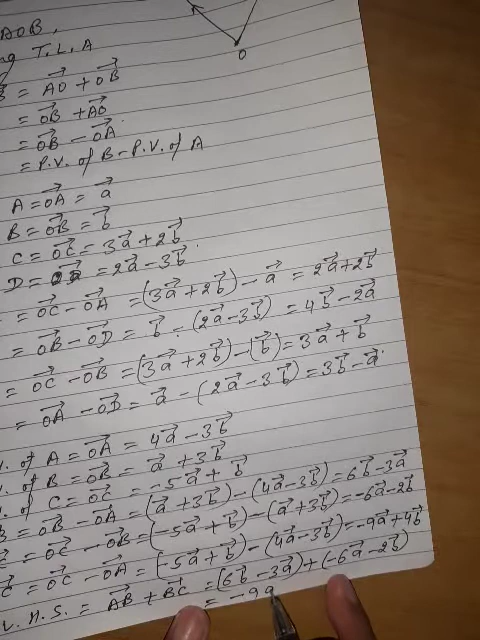 AOB,
O
T.L.A
= AO⃗ + OB⃗
= OB⃗ + AO⃗
= OB⃗ - OA⃗
= P.V. of B - P.V. of A
A = OA⃗ = a⃗
B = OB⃗ = b⃗
C = OC⃗ = 3a⃗ + 2b⃗
D = = 2a⃗ - 3b⃗
= OC⃗ - OA⃗ = (3a⃗ + 2b⃗) - a⃗ = 2a⃗ + 2b⃗
= OB⃗ - OD⃗ = b⃗ - (2a⃗ - 3b⃗) = 4b⃗ - 2a⃗
= OC⃗ - OB⃗ = (3a⃗ + 2b⃗) - (b⃗) = 3a⃗ + b⃗
= OA⃗ - OD⃗ = a⃗ - (2a⃗ - 3b⃗) = 3b⃗ - a⃗
of A = OA⃗ = 4a⃗ - 3b⃗
of B = OB⃗ = a⃗ + 3b⃗
of C = OC⃗ = -5a⃗ + b⃗
= OB⃗ - OA⃗ = (a⃗ + 3b⃗) - (4a⃗ - 3b⃗) = 6b⃗ - 3a⃗
= OC⃗ - OB⃗ = (-5a⃗ + b⃗) - (a⃗ + 3b⃗) = -6a⃗ - 2b⃗
= OC⃗ - OA⃗ = (-5a⃗ + b⃗) - (4a⃗ - 3b⃗) = -9a⃗ + 4b⃗
H.S. = AB⃗ + BC⃗ = (6b⃗ - 3a⃗) + (-6a⃗ - 2b⃗)
= -9a